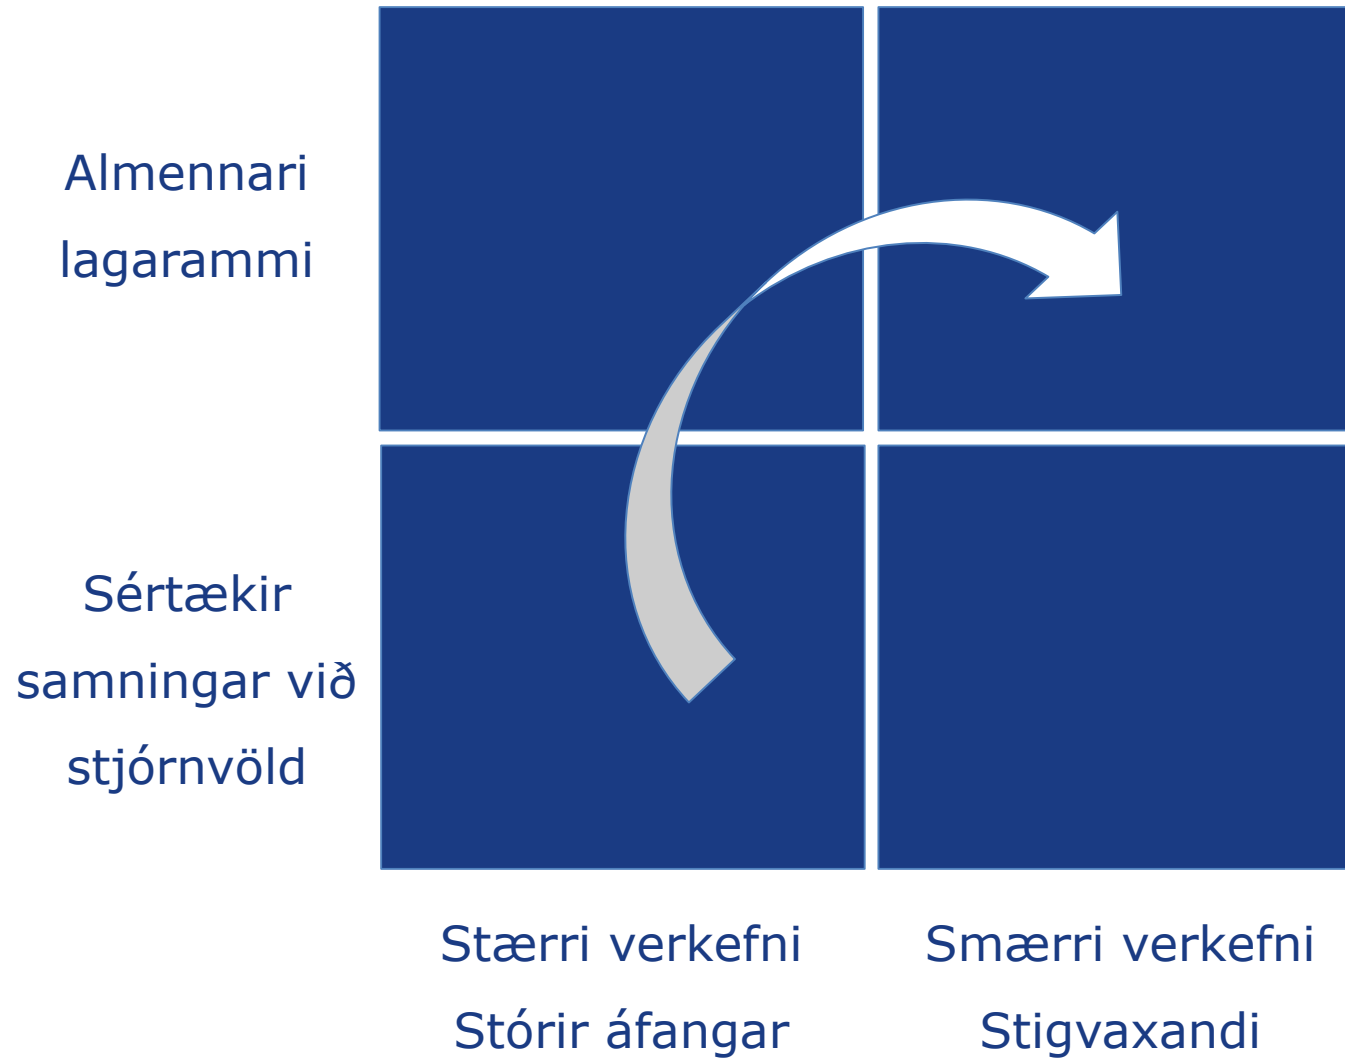 Almennari
lagarammi
Sértækir
samningar við
stjórnvöld
Stærri verkefni
Stórir áfangar
Smærri verkefni
Stigvaxandi